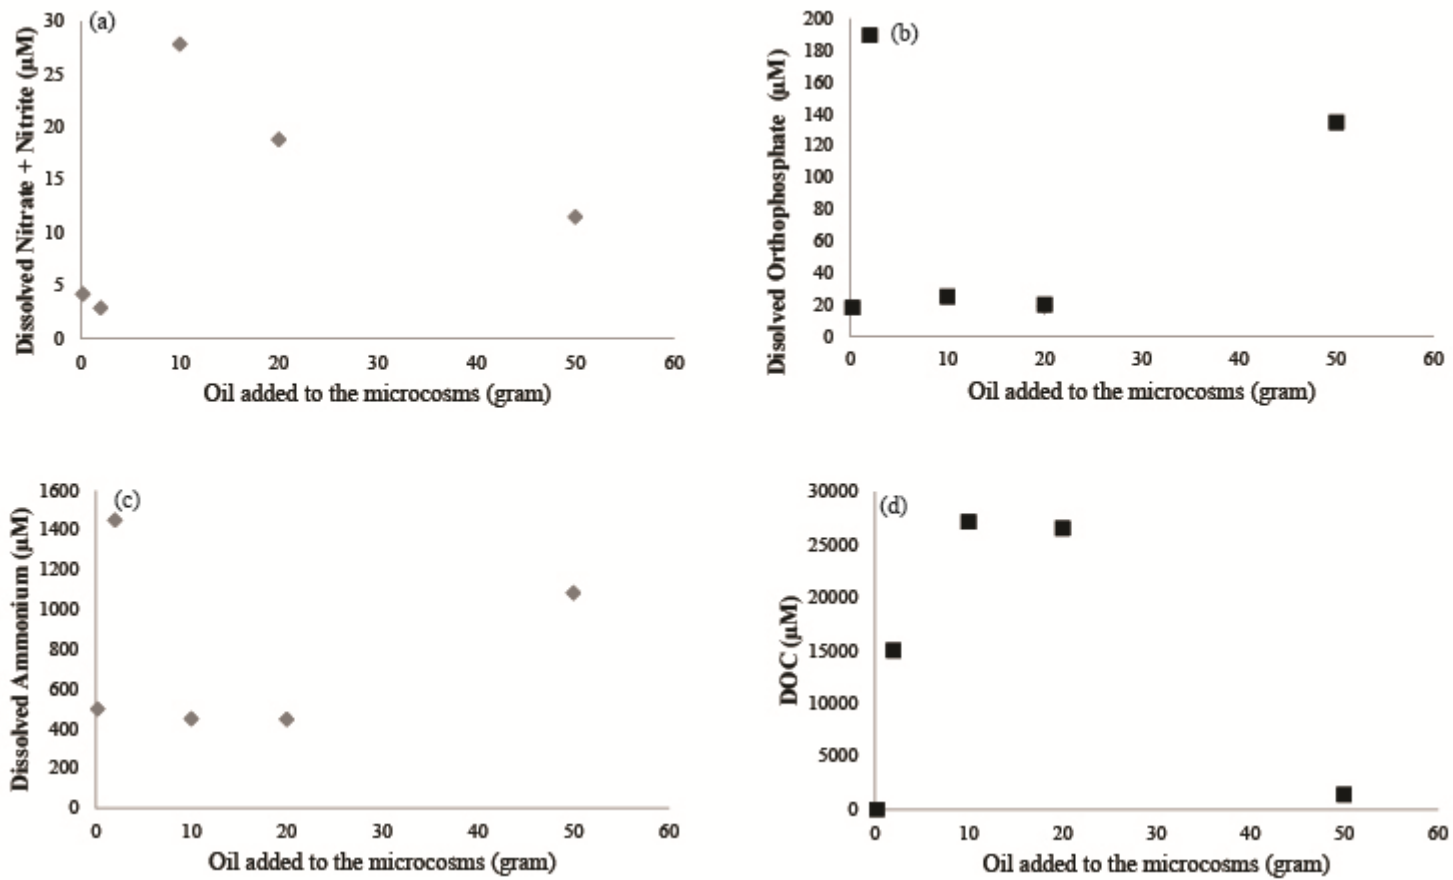 (a)
Dissolved Nitrate + Nitrite (µM)
30
25
20
15
10
5
0
0 10 20 30 40 50 60
Oil added to the microcosms (gram)
(b)
Disolved Orthophosphate (µM)
200
180
160
140
120
100
80
60
40
20
0
0 10 20 30 40 50 60
Oil added to the microcosms (gram)
(c)
Dissolved Ammonium (µM)
1600
1400
1200
1000
800
600
400
200
0
0 10 20 30 40 50 60
Oil added to the microcosms (gram)
(d)
DOC (µM)
30000
25000
20000
15000
10000
5000
0
0 10 20 30 40 50 60
Oil added to the microcosms (gram)